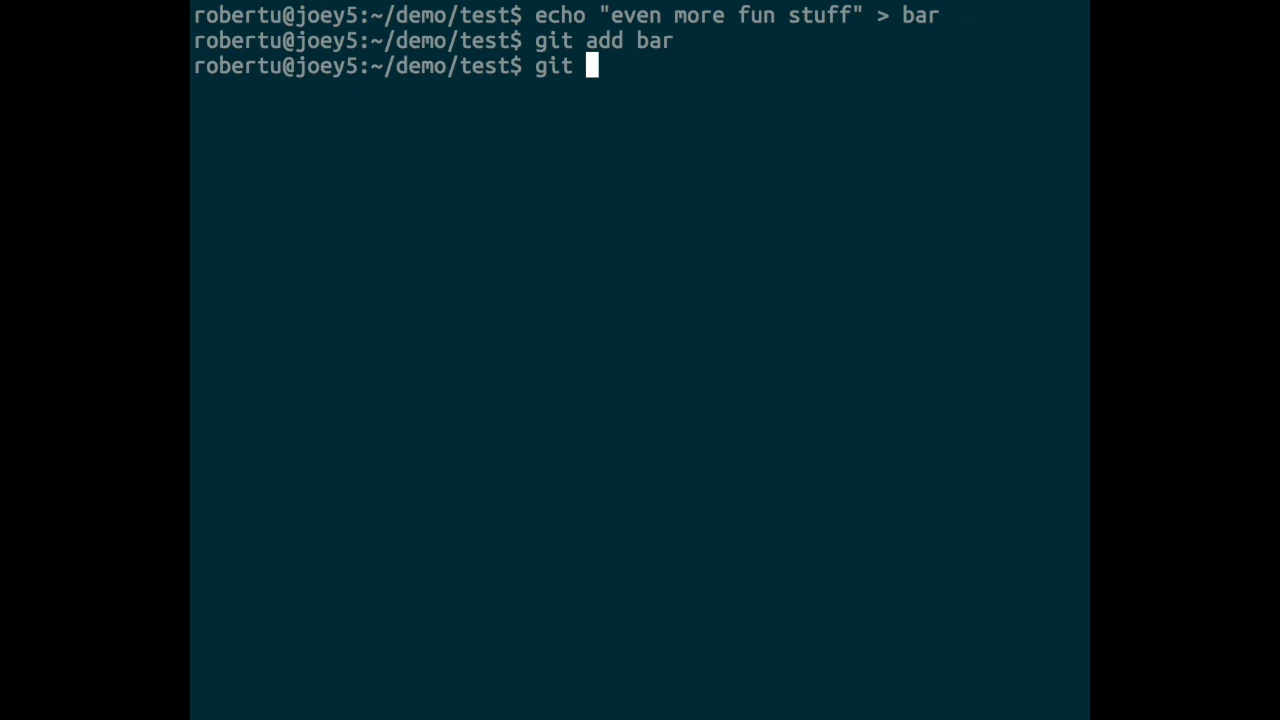 robertu@joey5:~/demo/test$ echo "even more fun stuff" > bar
robertu@joey5:~/demo/test$ git add bar
robertu@joey5:~/demo/test$ git